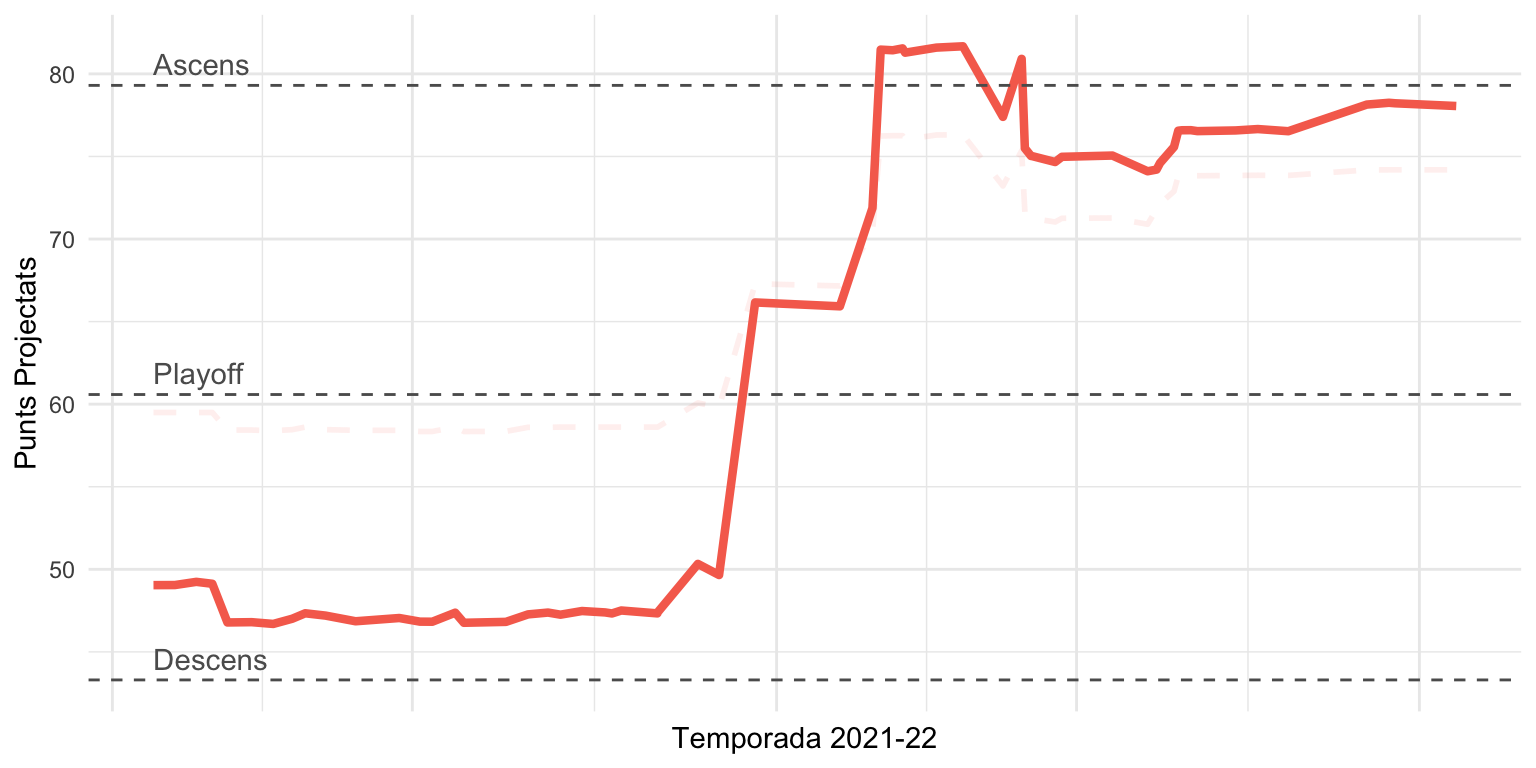 Ascens
80
70
Playoff
60
50
Descens
Punts Projectats
Temporada 2021-22